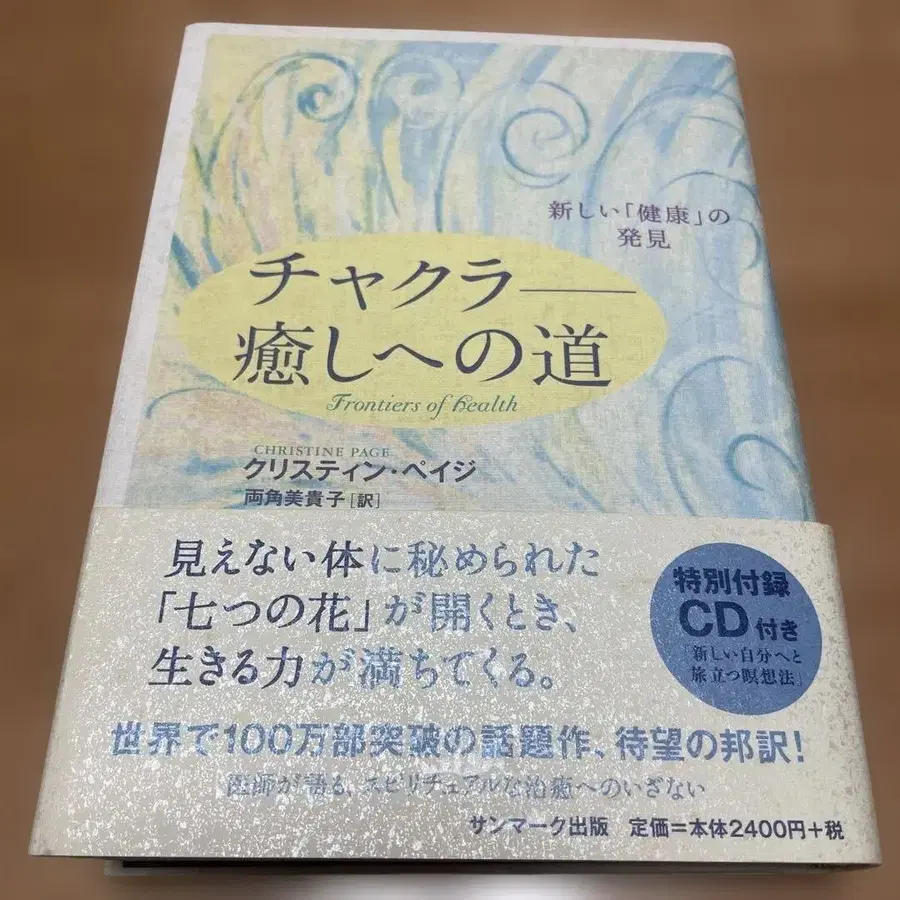 新しい「健康」の
発見
チャクラ――
癒しへの道
Frontiers of health
CHRISTINE PAGE
クリスティン・ペイジ
両角美貴子[訳]
見えない体に秘められた
「七つの花」が開くとき、
生きる力が満ちてくる。
特別付録
CD付き
「新しい自分へと
旅立つ瞑想法」
世界で100万部突破の話題作、待望の邦訳!
医師が語る、スピリチュアルな治癒へのいざない
サンマーク出版 定価=本体2400円+税